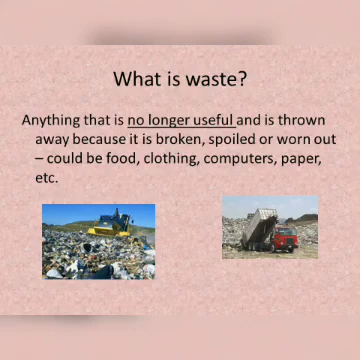 What is waste?
Anything that is no longer useful and is thrown
away because it is broken, spoiled or worn out
– could be food, clothing, computers, paper,
etc.